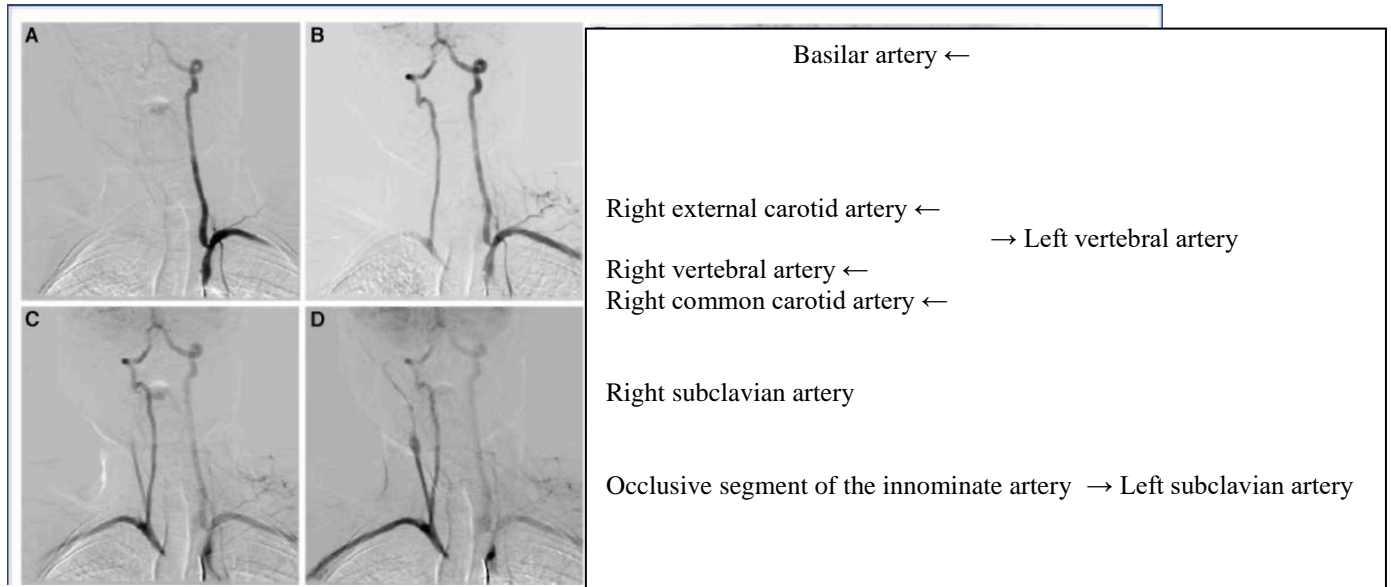 A
B
C
D
Basilar artery ←
Right external carotid artery ←
→ Left vertebral artery
Right vertebral artery ←
Right common carotid artery ←
Right subclavian artery
Occlusive segment of the innominate artery → Left subclavian artery